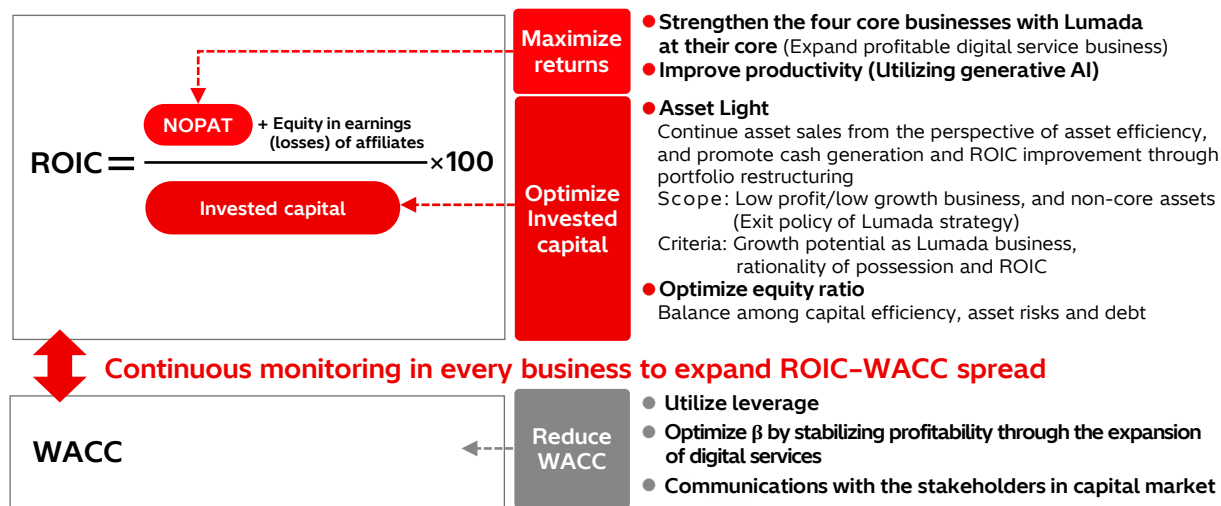 Maximize
returns
● Strengthen the four core businesses with Lumada
at their core (Expand profitable digital service business)
● Improve productivity (Utilizing generative AI)
ROIC=
NOPAT
+ Equity in earnings
(losses) of affiliates
×100
Invested capital
Optimize
Invested
capital
● Asset Light
Continue asset sales from the perspective of asset efficiency,
and promote cash generation and ROIC improvement through
portfolio restructuring
Scope: Low profit/low growth business, and non-core assets
(Exit policy of Lumada strategy)
Criteria: Growth potential as Lumada business,
rationality of possession and ROIC
● Optimize equity ratio
Balance among capital efficiency, asset risks and debt
Continuous monitoring in every business to expand ROIC–WACC spread
WACC
Reduce
WACC
● Utilize leverage
● Optimize β by stabilizing profitability through the expansion
of digital services
● Communications with the stakeholders in capital market